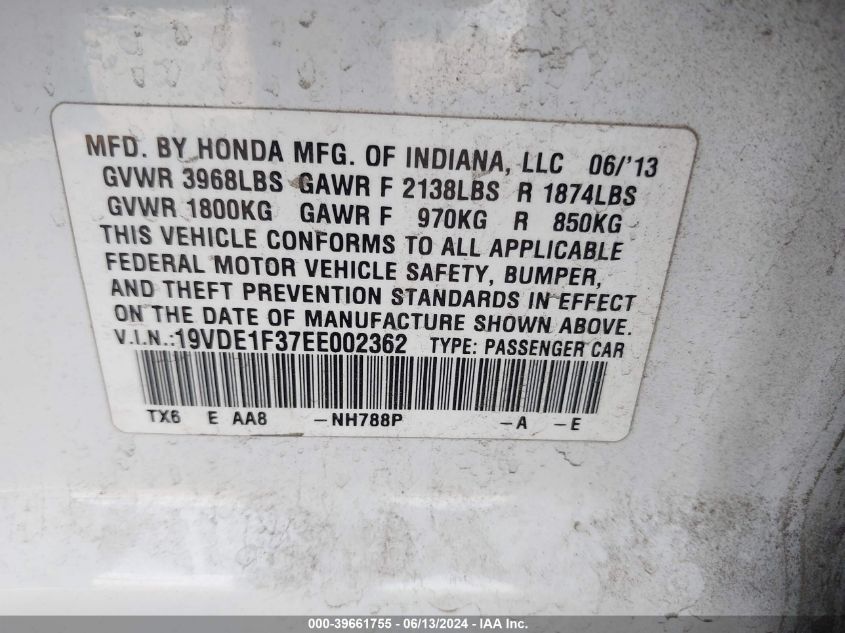 MFD. BY HONDA MFG. OF INDIANA, LLC 06/'13
GVWR 3968LBS GAWR F 2138LBS R 1874LBS
GVWR 1800KG GAWR F 970KG R 850KG
THIS VEHICLE CONFORMS TO ALL APPLICABLE
FEDERAL MOTOR VEHICLE SAFETY, BUMPER,
AND THEFT PREVENTION STANDARDS IN EFFECT
ON THE DATE OF MANUFACTURE SHOWN ABOVE.
V.I.N.:19VDE1F37EE002362 TYPE: PASSENGER CAR
TX6 E AA8 –NH788P –A –E
000-39661755 - 06/13/2024 - IAA Inc.